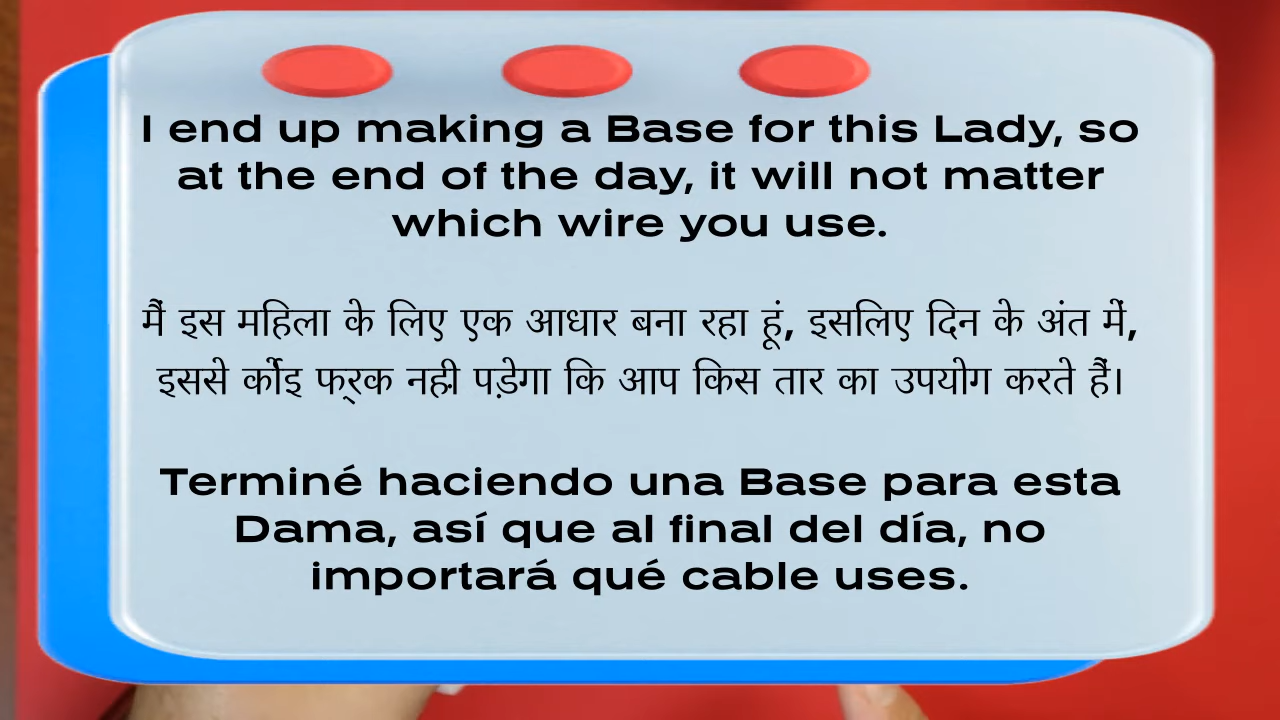 I end up making a Base for this Lady, so
at the end of the day, it will not matter
which wire you use.
मैं इस महिला के लिए एक आधार बना रहा हूं, इसलिए दिन के अंत में,
इससे कोंइ फर्क नही पड़ेगा कि आप किस तार का उपयोग करते हैं।
Terminé haciendo una Base para esta
Dama, así que al final del día, no
importará qué cable uses.